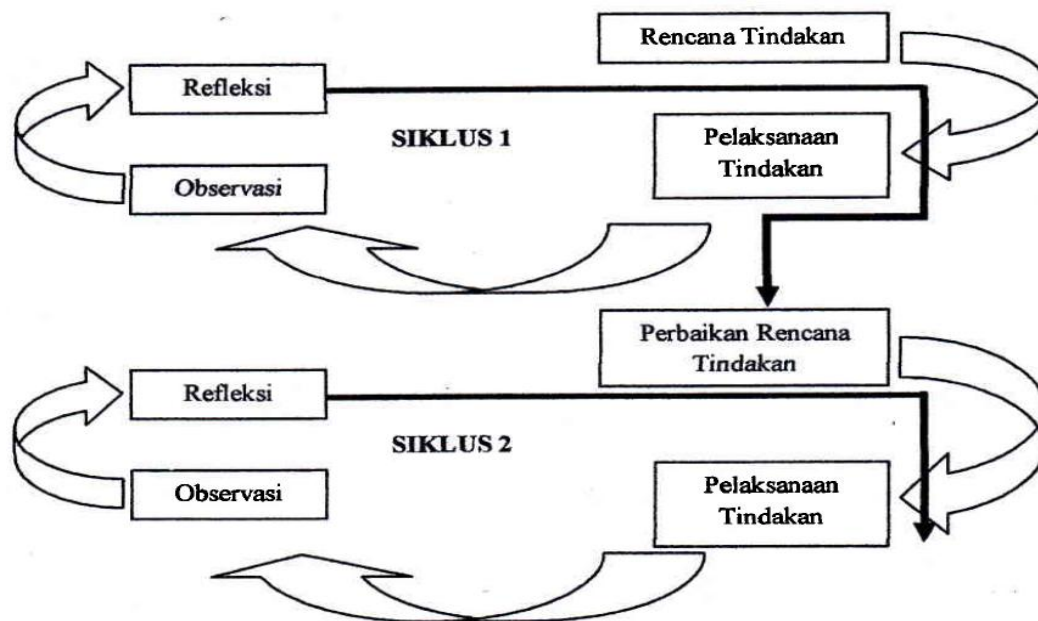 Rencana Tindakan
Refleksi
SIKLUS 1
Pelaksanaan
Tindakan
Observasi
Perbaikan Rencana
Tindakan
Refleksi
SIKLUS 2
Observasi
Pelaksanaan
Tindakan